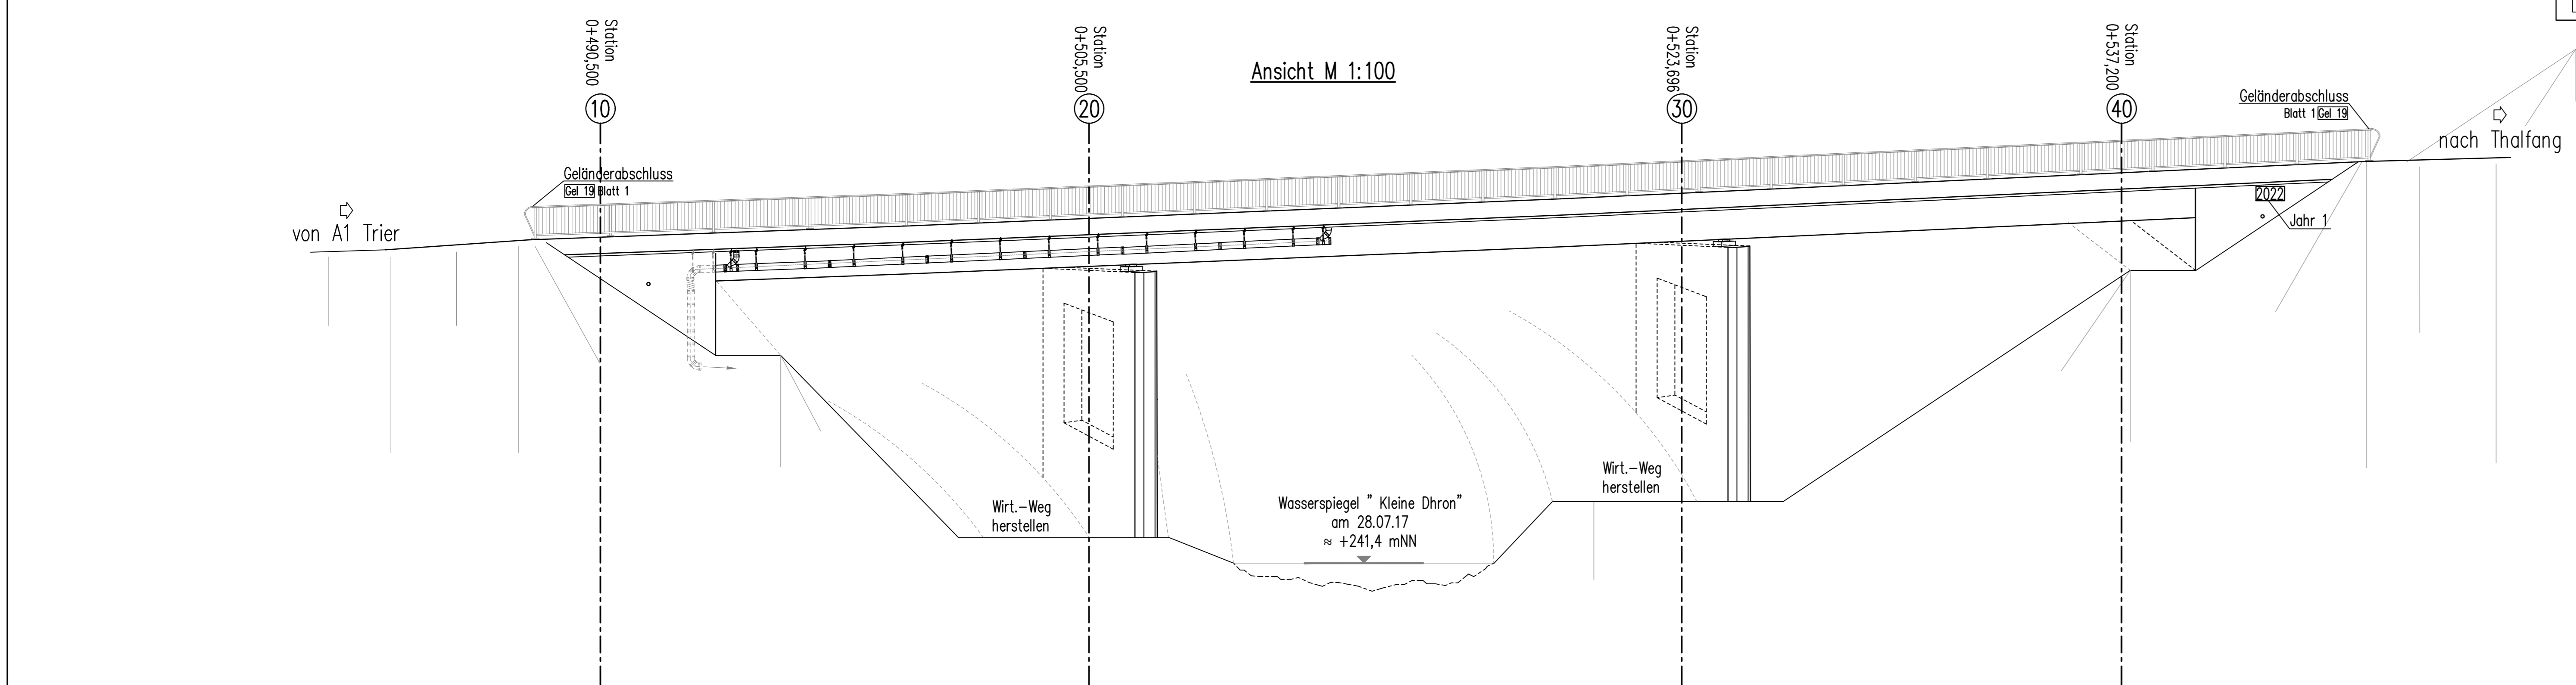 Station
0+490,500
10
Station
0+505,500
20
Ansicht M 1:100
Station
0+523,696
30
Station
0+537,200
40
Geländerabschluss
Blatt 1 Gel 19
nach Thalfang
Geländerabschluss
Gel 19 Blatt 1
von A1 Trier
2022
Jahr 1
Wirt.-Weg
herstellen
Wasserspiegel " Kleine Dhron"
am 28.07.17
≈ +241,4 mNN
Wirt.-Weg
herstellen